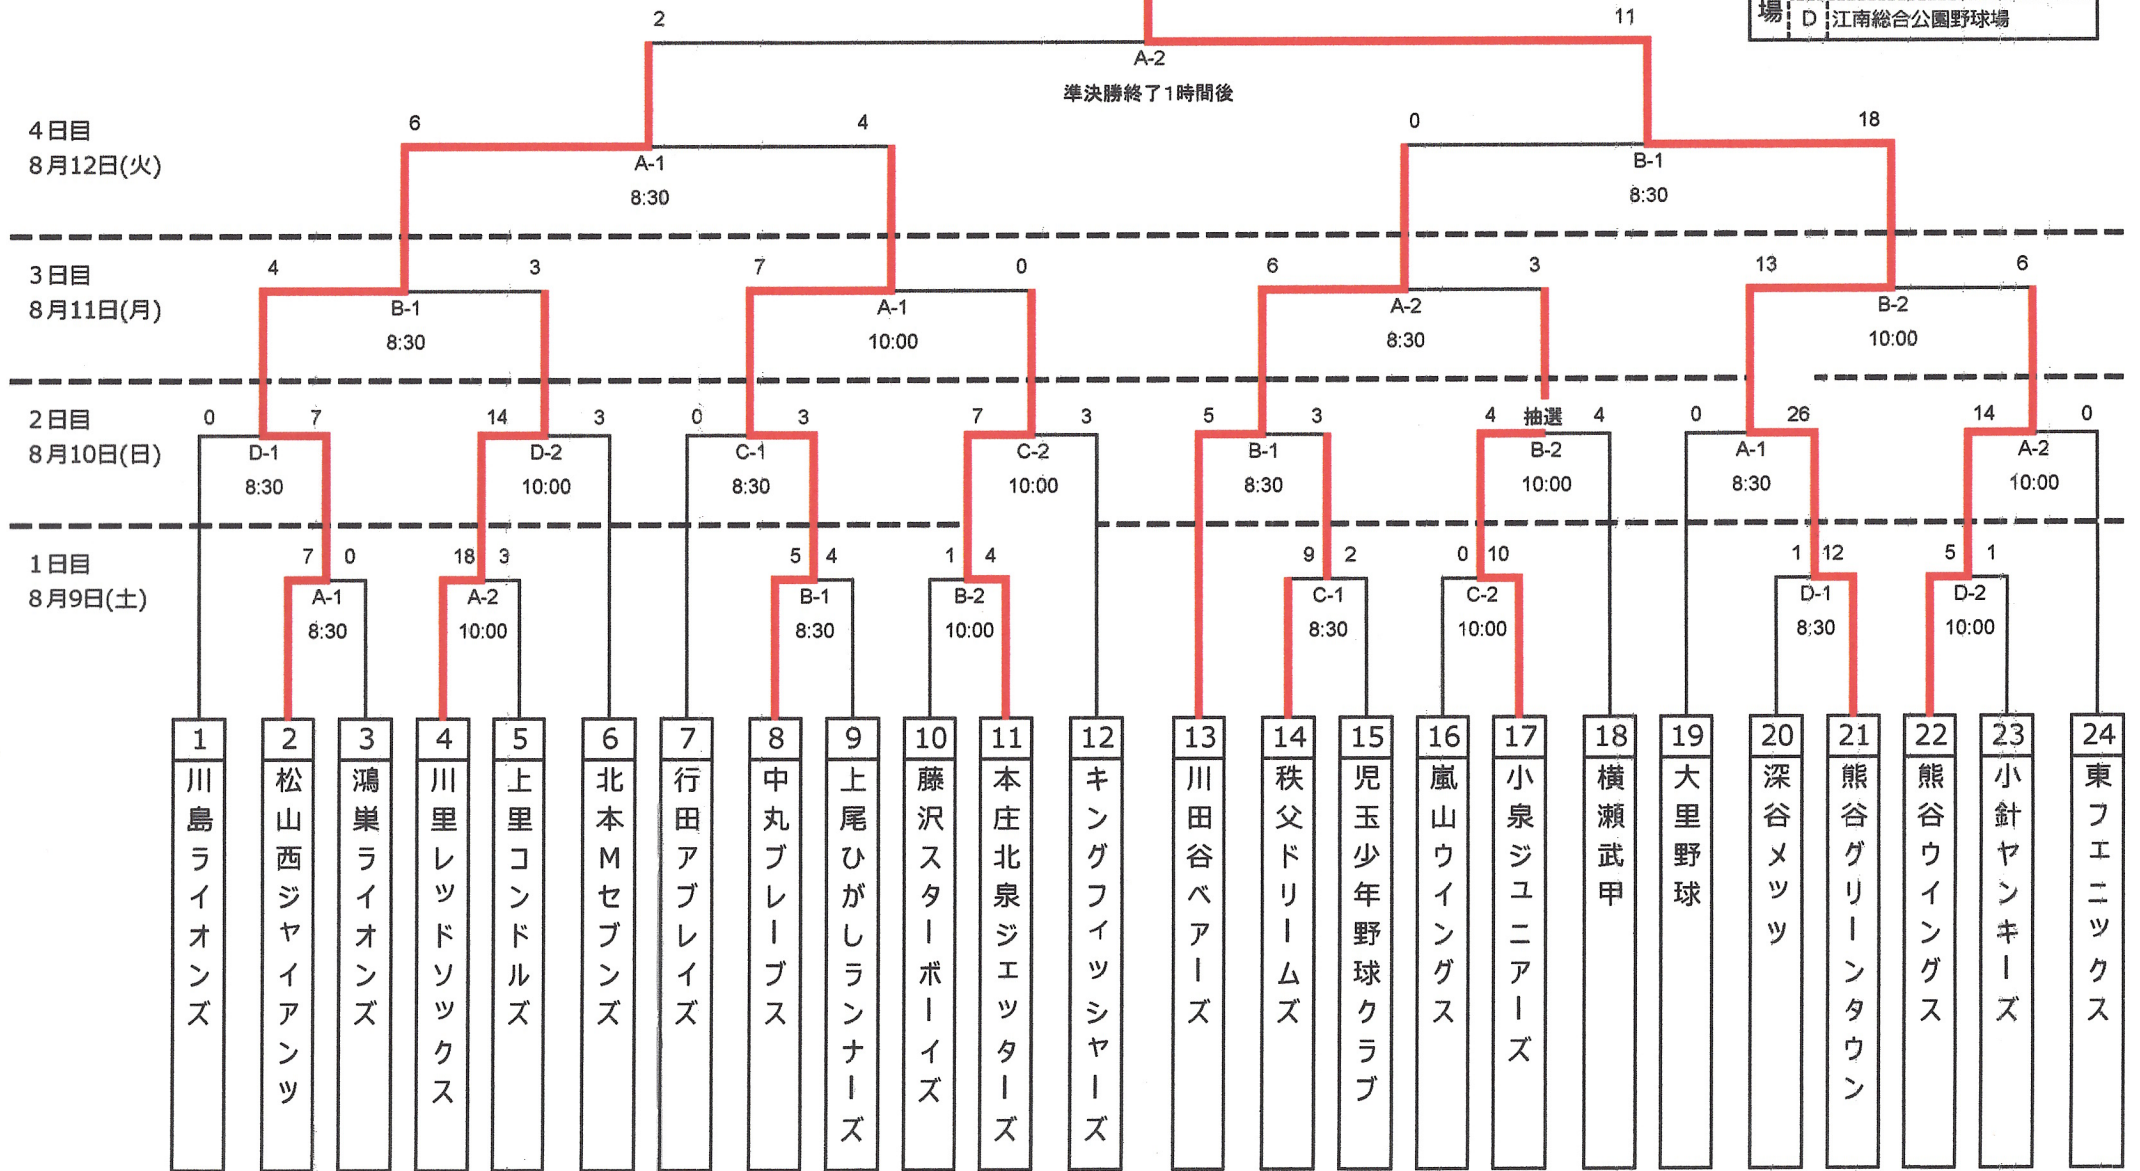 場 D 江南総合公園野球場
2 11
A-2
準決勝終了1時間後
4日目
8月12日(火)
6 4 0 18
A-1 B-1
8:30 8:30
3日目
8月11日(月)
4 3 7 0 6 3 13 6
B-1 A-1 A-2 B-2
8:30 10:00 8:30 10:00
2日目
8月10日(日)
0 7 14 3 0 3 7 3 5 3 4 抽選 4 0 26 14 0
D-1 D-2 C-1 C-2 B-1 B-2 A-1 A-2
8:30 10:00 8:30 10:00 8:30 10:00 8:30 10:00
1日目
8月9日(土)
7 0 18 3 5 4 1 4 9 2 0 10 1 12 5 1
A-1 A-2 B-1 B-2 C-1 C-2 D-1 D-2
8:30 10:00 8:30 10:00 8:30 10:00 8:30 10:00
1 川島ライオンズ
2 松山西ジャイアンツ
3 鴻巣ライオンズ
4 川里レッドソックス
5 上里コンドルズ
6 北本Mセブンズ
7 行田アブレイズ
8 中丸ブレーブス
9 上尾ひがしランナーズ
10 藤沢スターボーイズ
11 本庄北泉ジェッターズ
12 キングフィッシャーズ
13 川田谷ベアーズ
14 秩父ドリームズ
15 児玉少年野球クラブ
16 嵐山ウイングス
17 小泉ジュニアーズ
18 横瀬武甲
19 大里野球
20 深谷メッツ
21 熊谷グリーンタウン
22 熊谷ウイングス
23 小針ヤンキーズ
24 東フェニックス